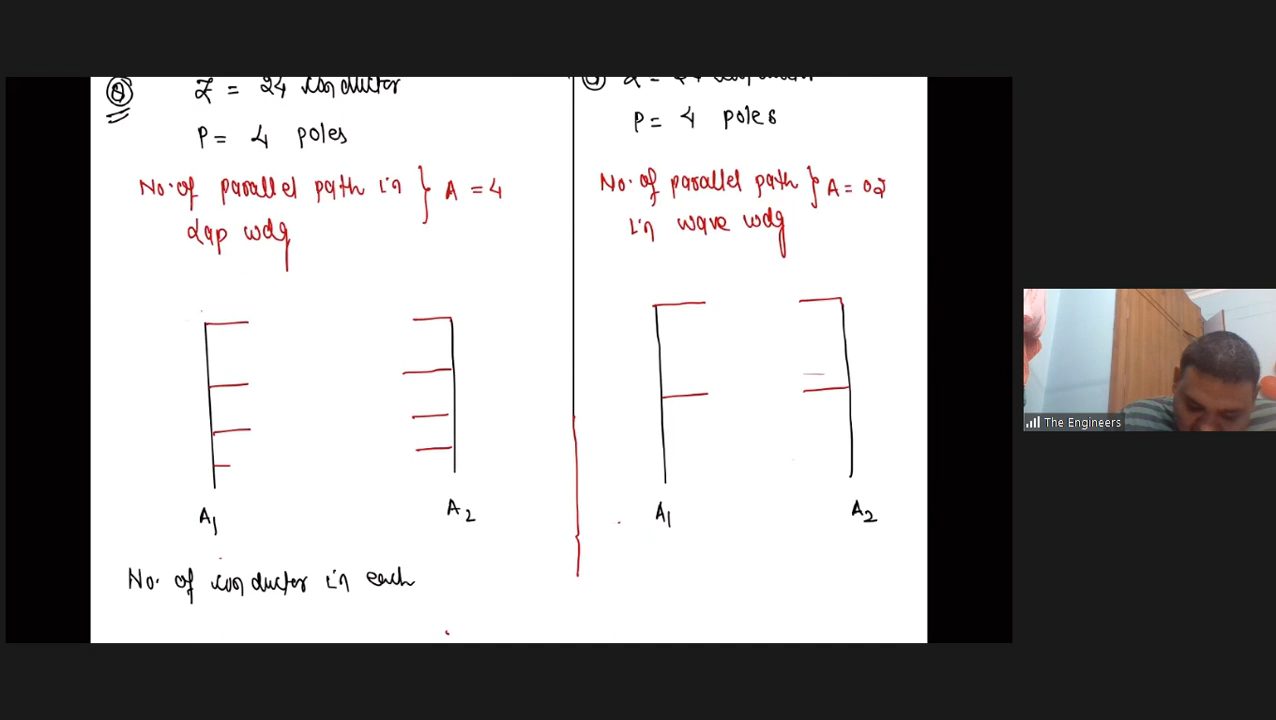 Z = 24 conductor
P = 4 poles
No. of parallel path in } A = 4
Lap wdg
P = 4 poles
No. of parallel path } A = 02
in wave wdg
A1
A2
A1
A2
No. of conductor in each
The Engineers